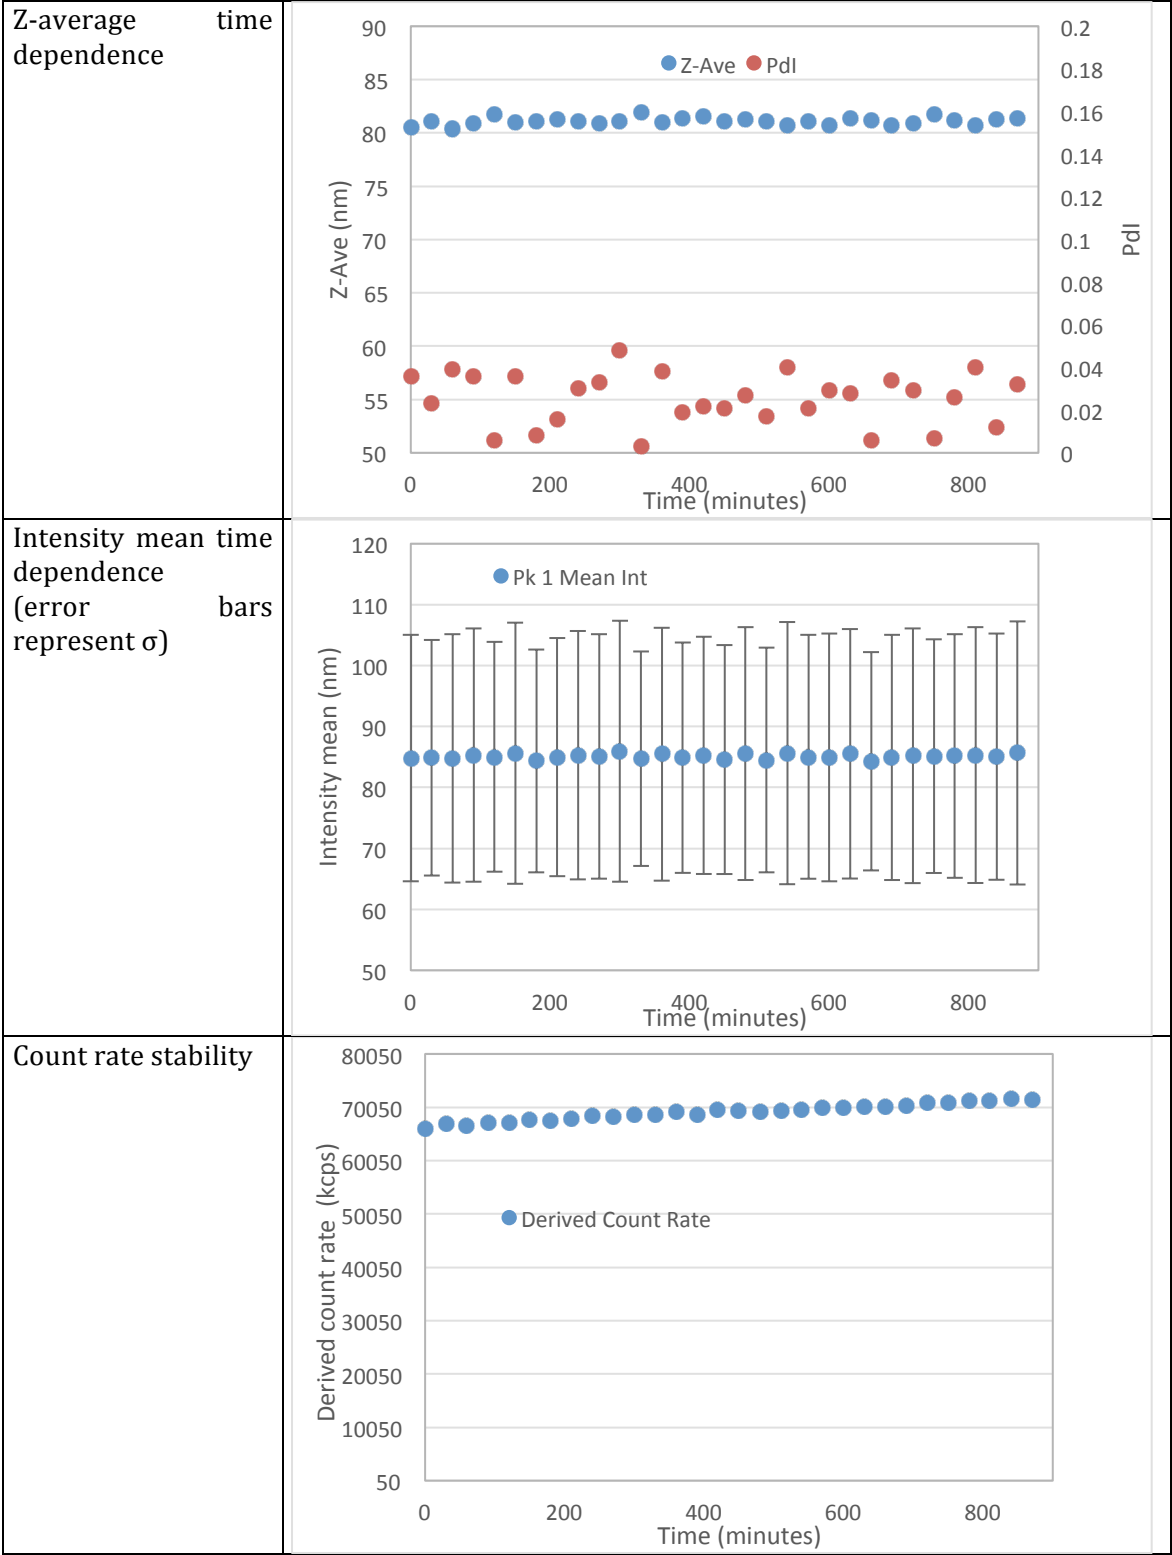 Z-average time
dependence
90
85
80
75
70
65
60
55
50
0.2
0.18
0.16
0.14
0.12
0.1
0.08
0.06
0.04
0.02
0
Z-Ave PdI
Z-Ave (nm)
PdI
0 200 400 600 800
Time (minutes)
Intensity mean time
dependence
(error bars
represent σ)
120
110
100
90
80
70
60
50
Pk 1 Mean Int
Intensity mean (nm)
0 200 400 600 800
Time (minutes)
Count rate stability
80050
70050
60050
50050
40050
30050
20050
10050
50
Derived Count Rate
Derived count rate (kcps)
0 200 400 600 800
Time (minutes)